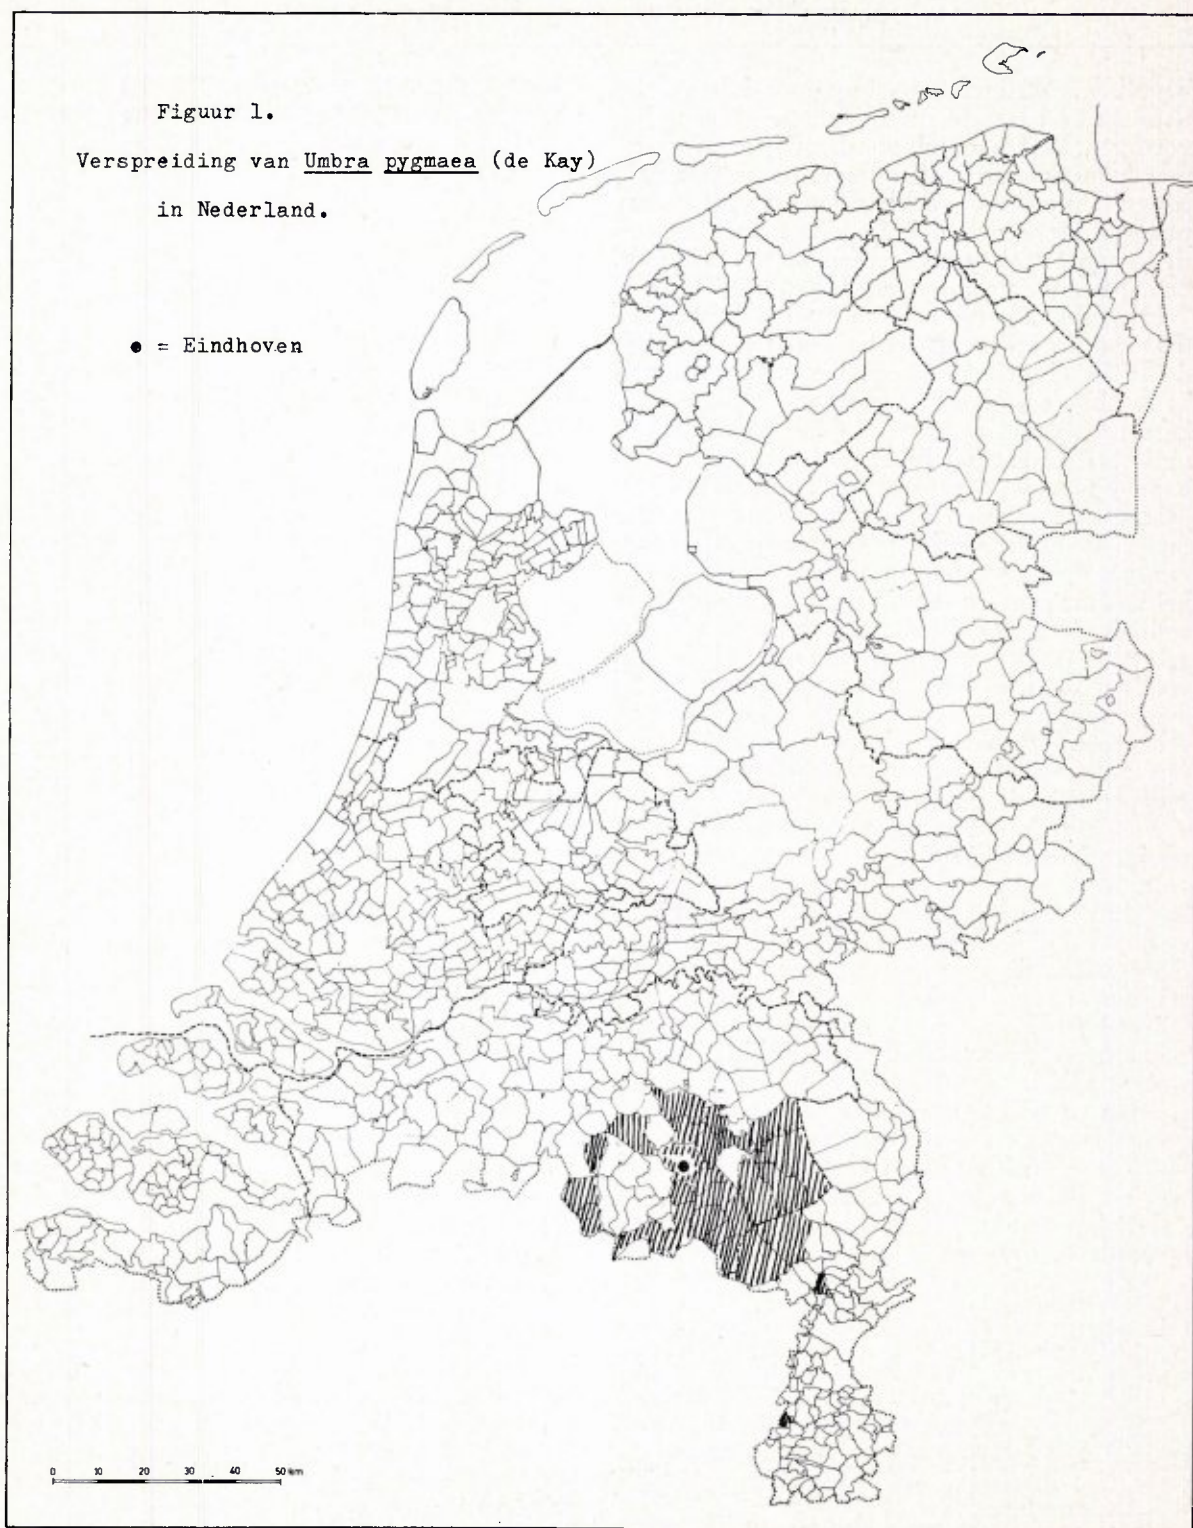 Figuur 1.
Verspreiding van Umbra pygmaea (de Kay)
in Nederland.
● = Eindhoven
0 10 20 30 40 50 km